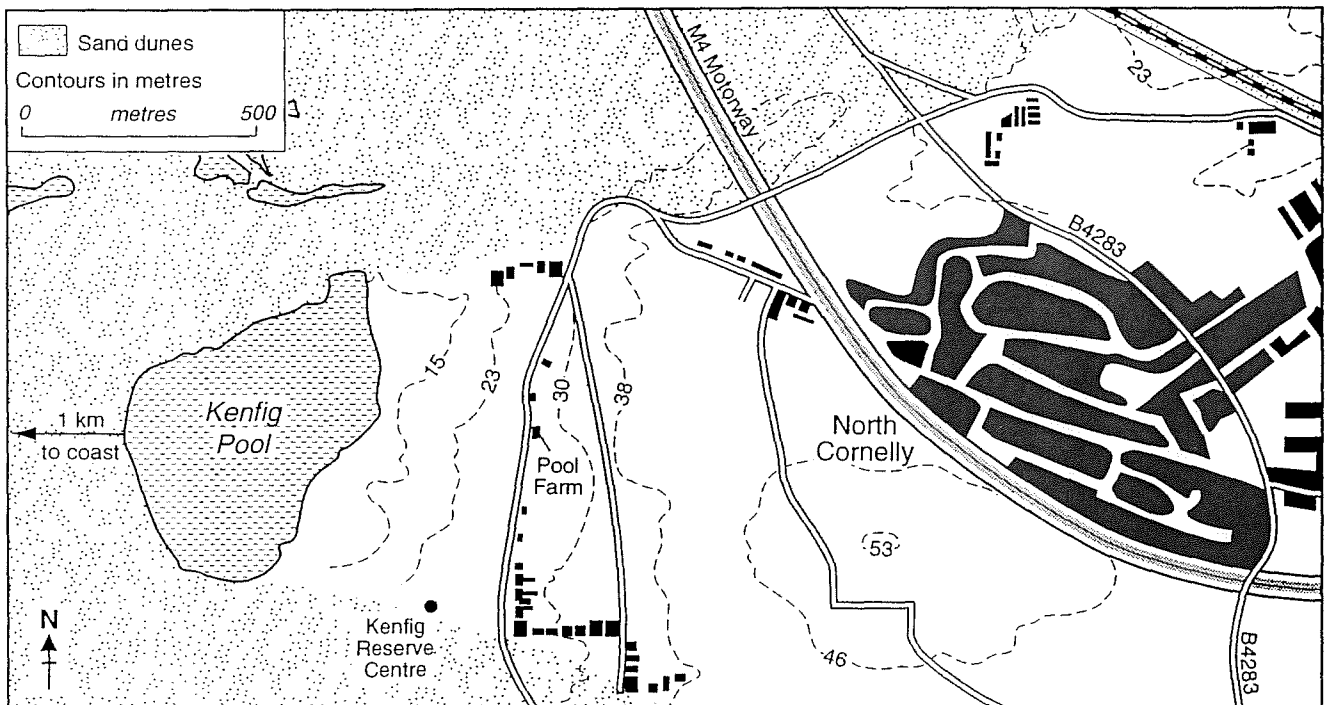 Sand dunes
Contours in metres
0 metres 500
M4 Motorway
23
B4283
15
23
30
38
1 km
to coast
Kenfig
Pool
Pool
Farm
North
Cornelly
53
Kenfig
Reserve
Centre
N
46
B4283